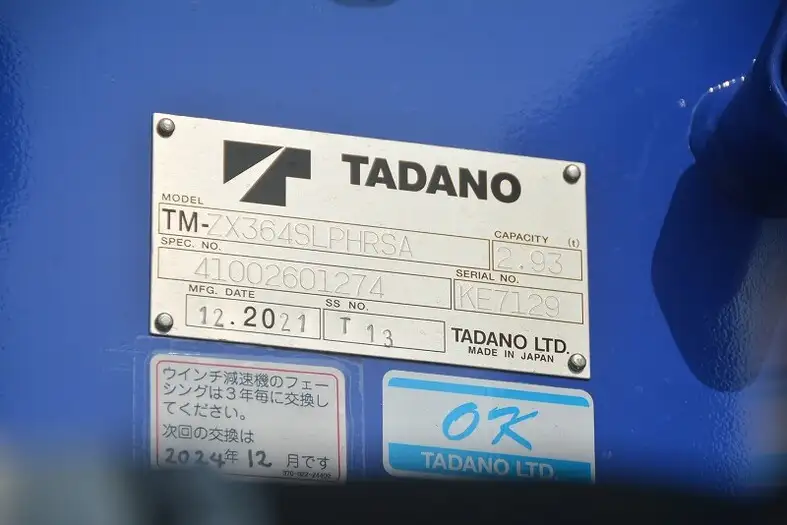 TADANO
MODEL
TM-ZX364SLPHRSA
CAPACITY (t)
2.93
SPEC. NO.
41002601274
SERIAL NO.
KE7129
MFG. DATE
12.2021
SS NO.
T 13
TADANO LTD.
MADE IN JAPAN
ウインチ減速機のフェー
シングは3年毎に交換し
てください。
次回の交換は
2024年 12 月です
OK
TADANO LTD.